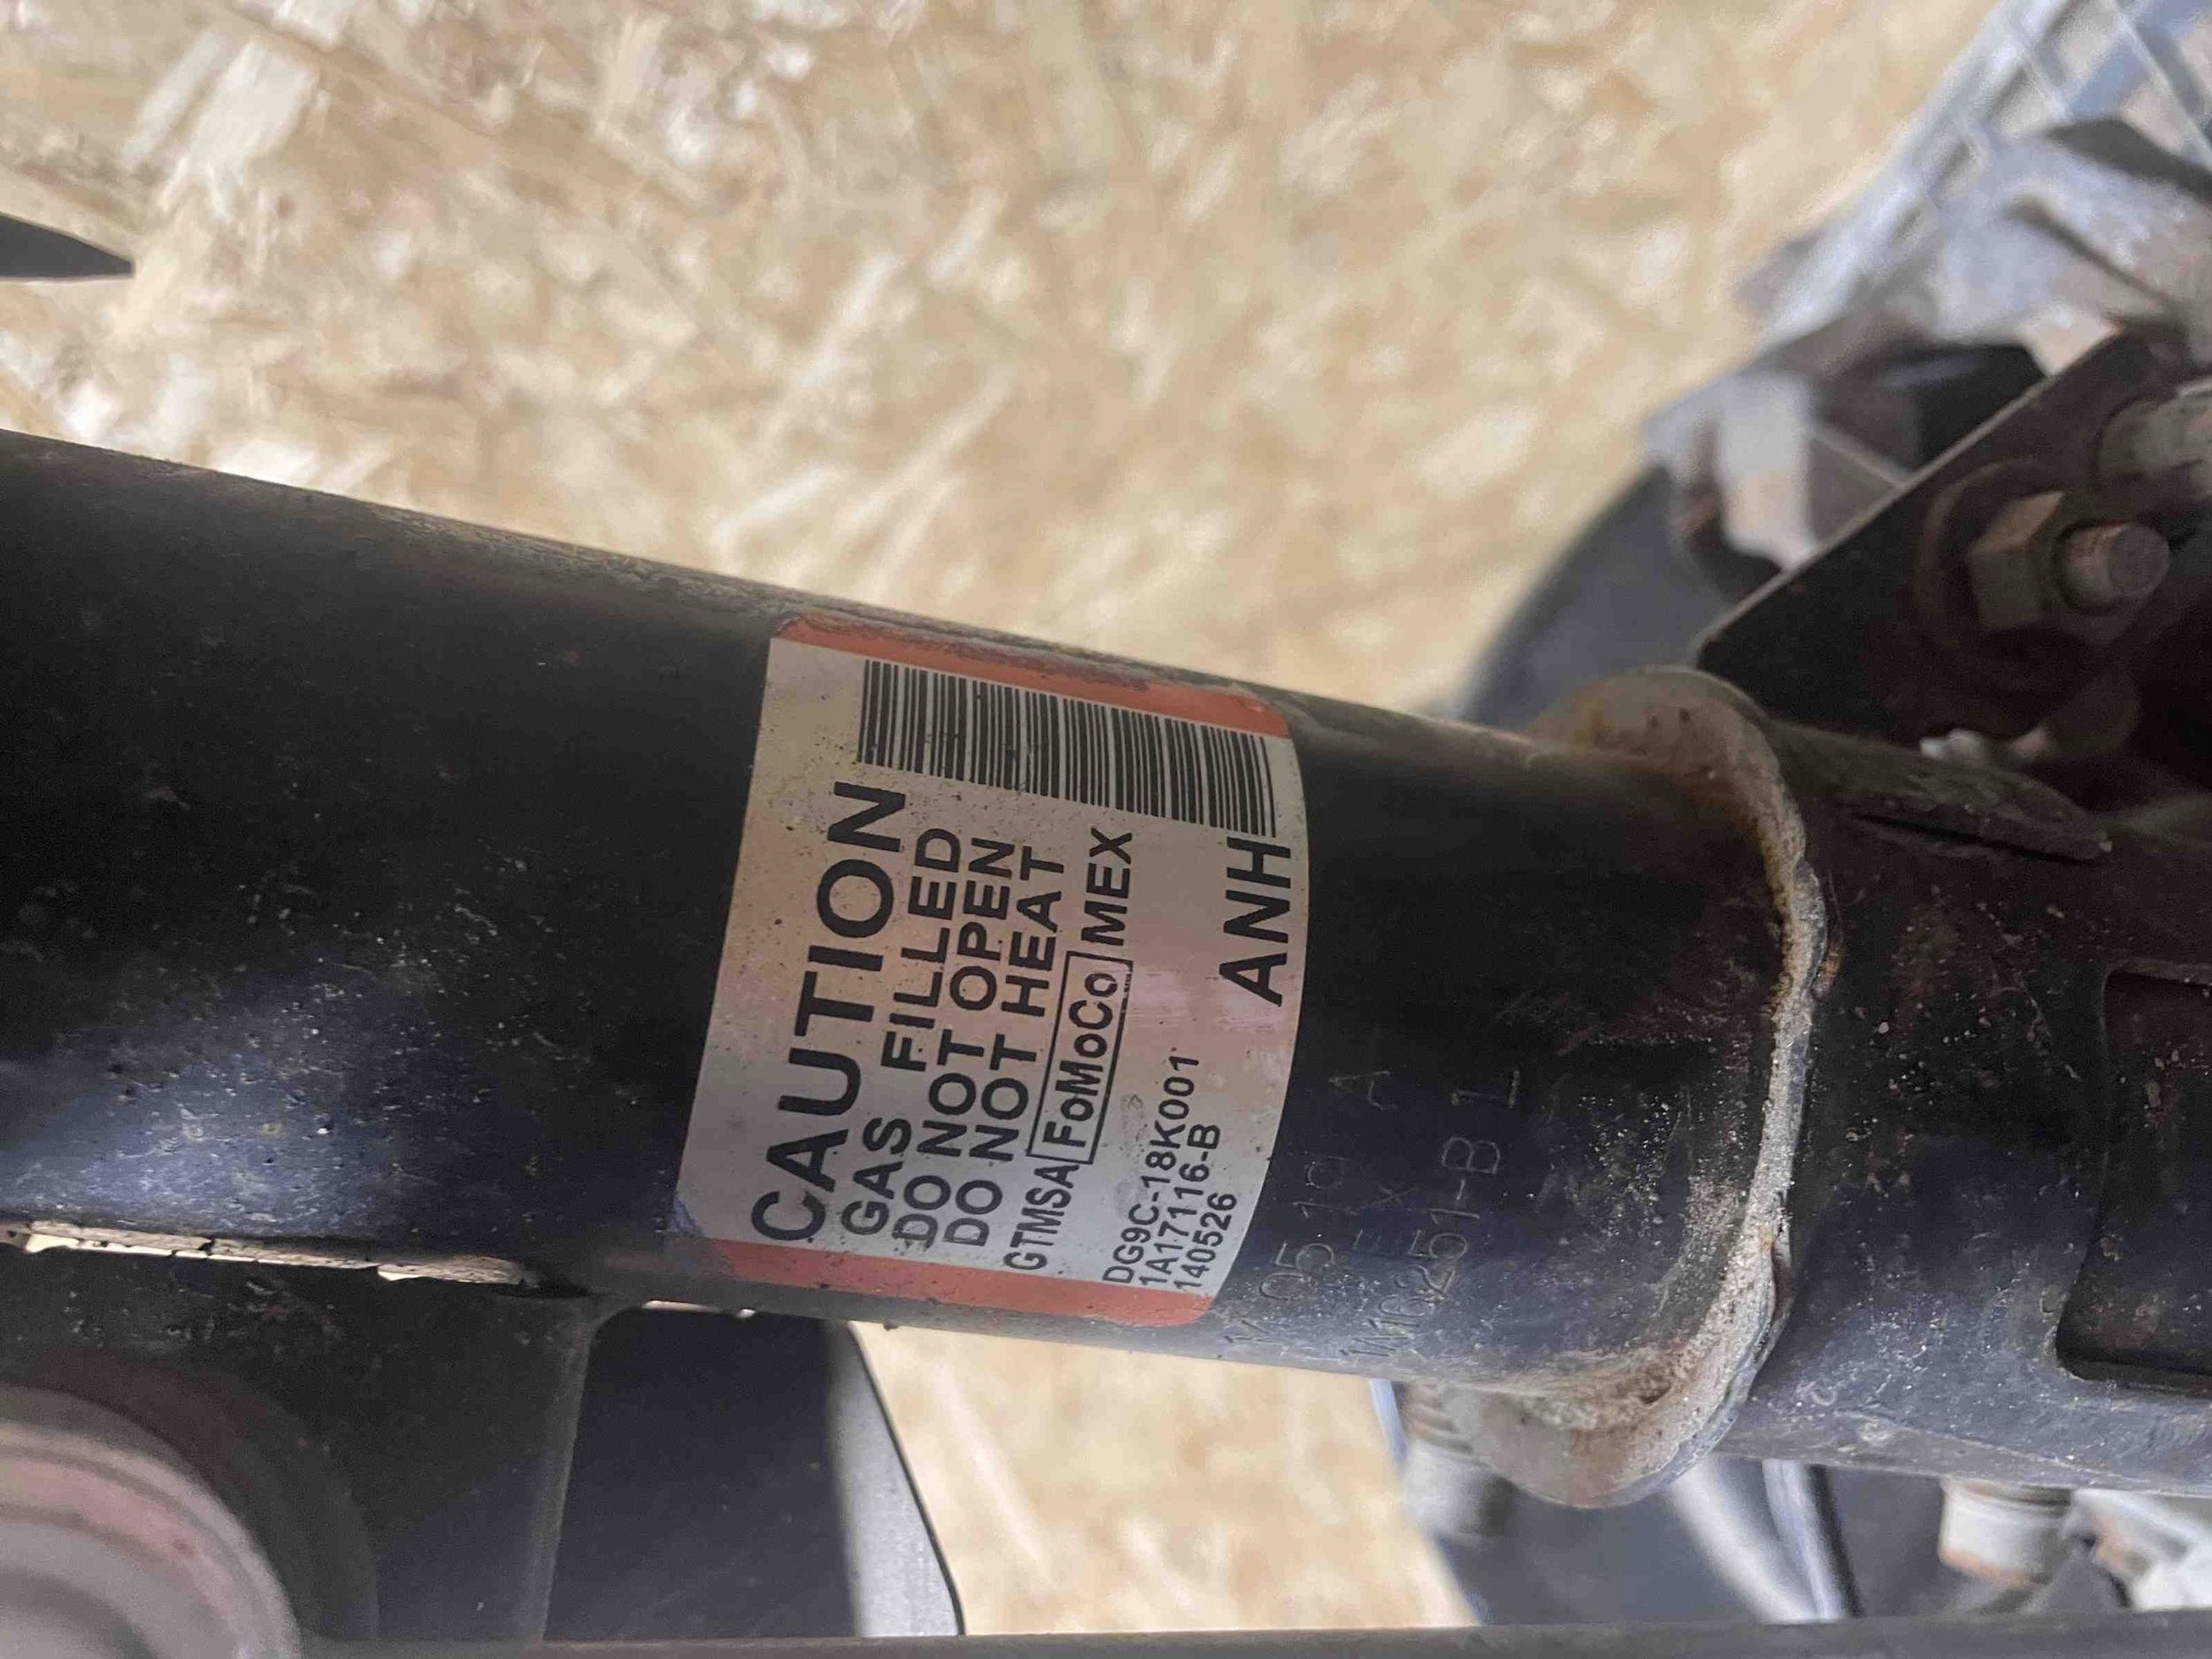 CAUTION
GAS FILLED
DO NOT OPEN
DO NOT HEAT
GTMSA FoMoCo MEX
DG9C-18K001
1A17116-B
140526
ANH